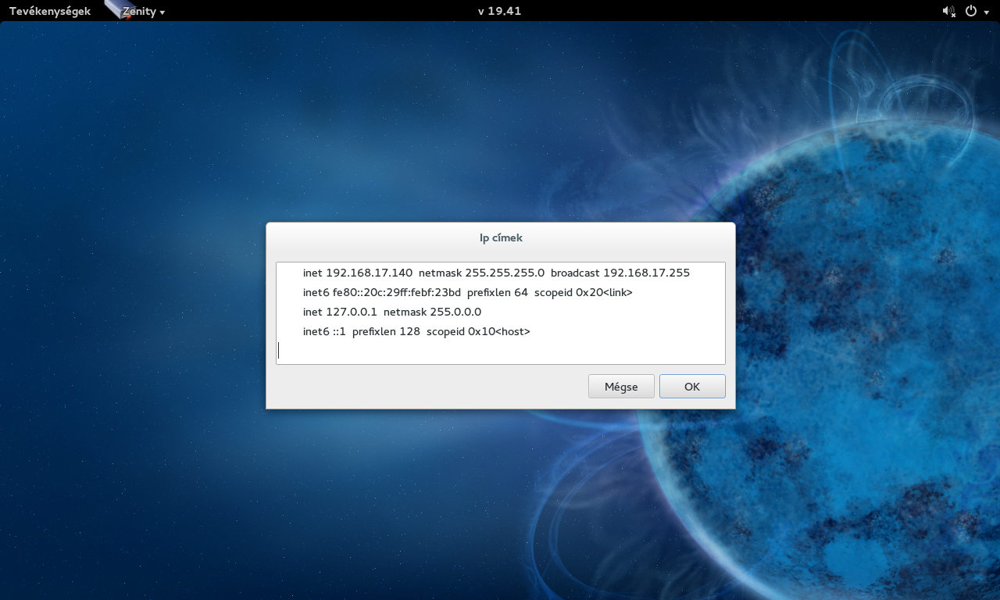 Tevékenységek Zenity v 19.41
Ip címek
inet 192.168.17.140 netmask 255.255.255.0 broadcast 192.168.17.255
inet6 fe80::20c:29ff:febf:23bd prefixlen 64 scopeid 0x20<link>
inet 127.0.0.1 netmask 255.0.0.0
inet6 ::1 prefixlen 128 scopeid 0x10<host>
Mégse OK